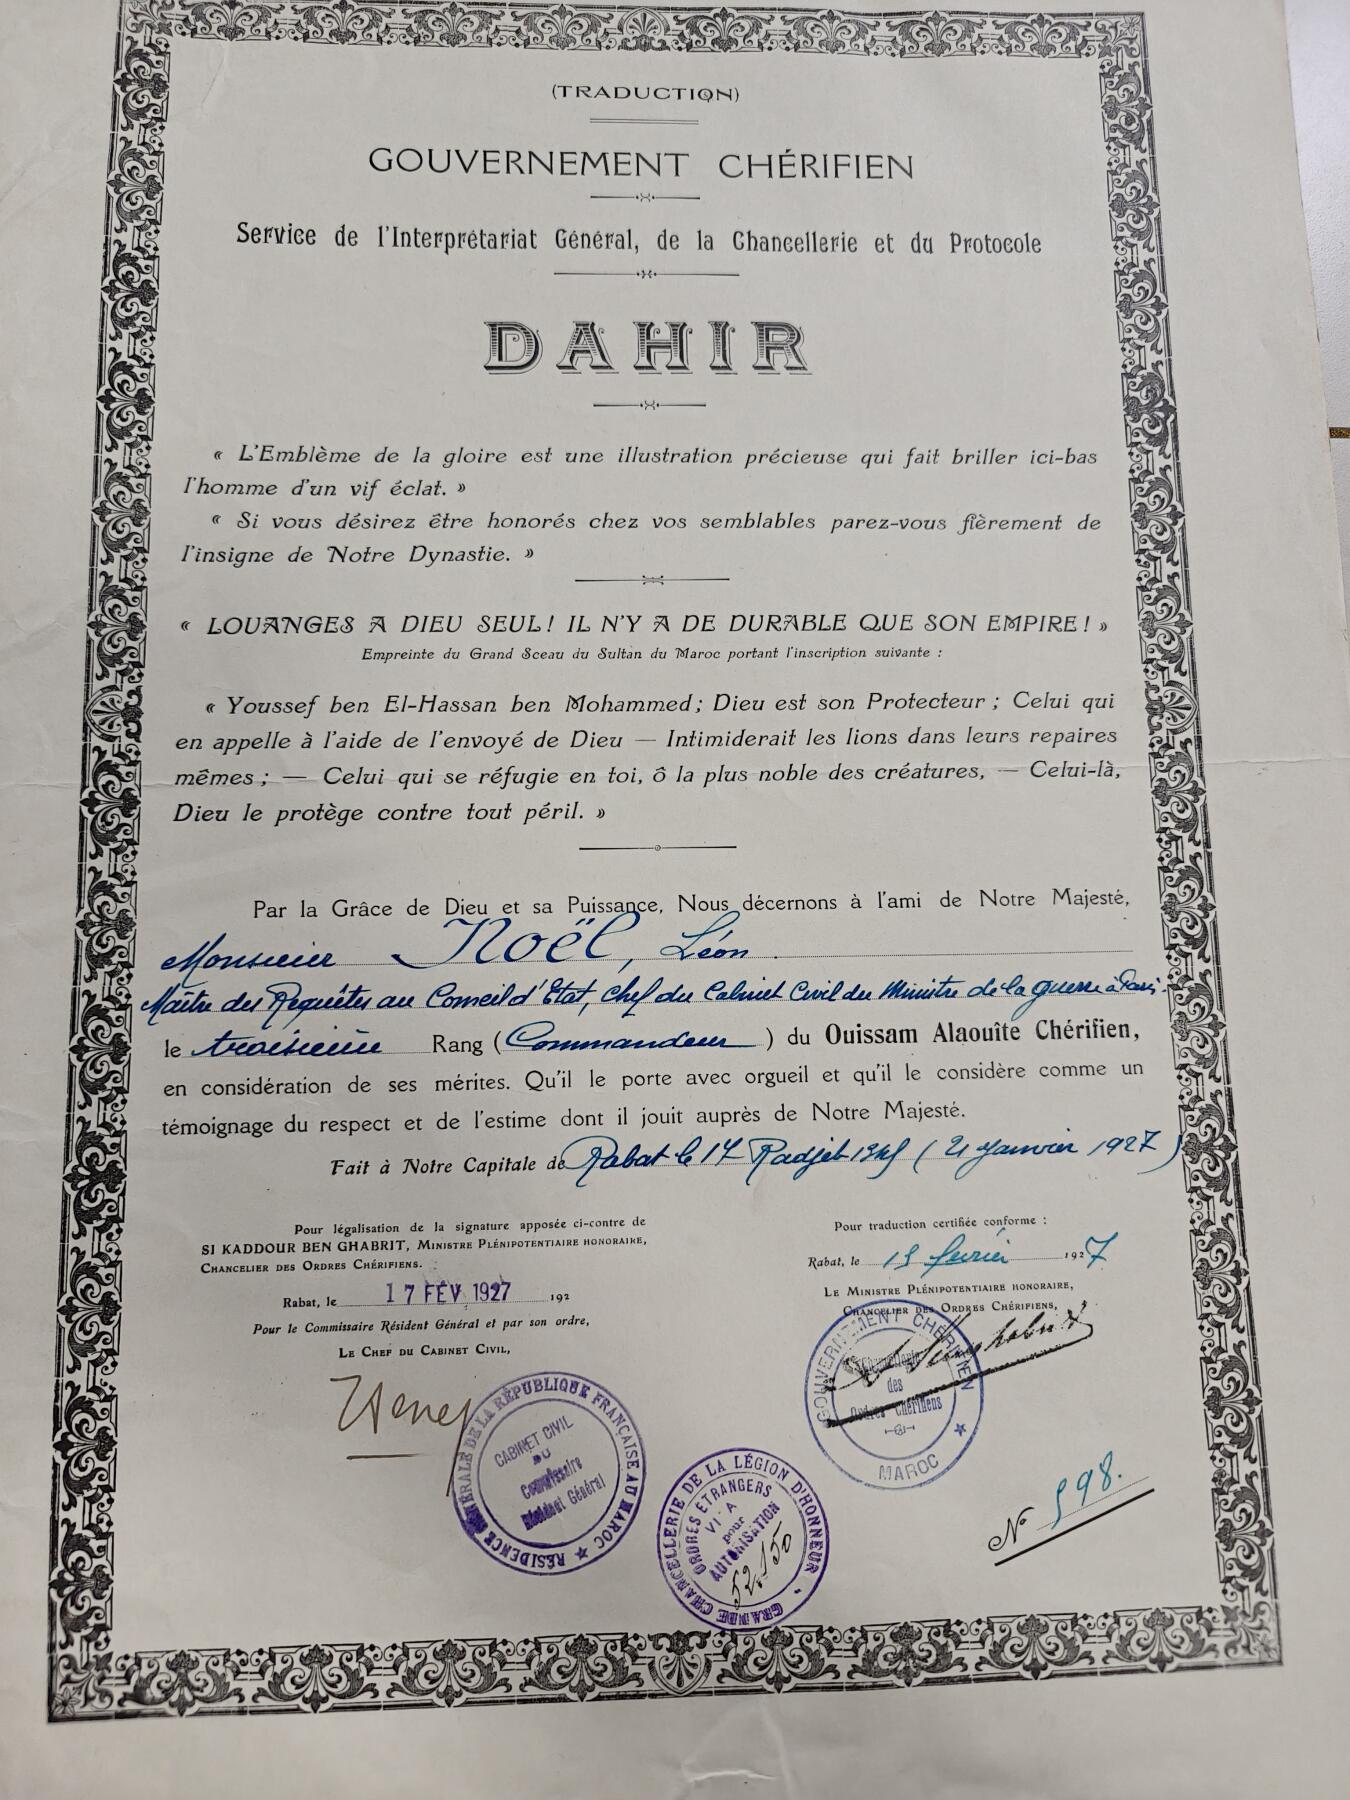 (TRADUCTION)
GOUVERNEMENT CHÉRIFIEN
Service de l'Interprétariat Général, de la Chancellerie et du Protocole
DAHIR
« L'Emblème de la gloire est une illustration précieuse qui fait briller ici-bas
l'homme d'un vif éclat. »
« Si vous désirez être honorés chez vos semblables parez-vous fièrement de
l'insigne de Notre Dynastie. »
« LOUANGES A DIEU SEUL ! IL N'Y A DE DURABLE QUE SON EMPIRE ! »
Empreinte du Grand Sceau du Sultan du Maroc portant l'inscription suivante :
« Youssef ben El-Hassan ben Mohammed ; Dieu est son Protecteur ; Celui qui
en appelle à l'aide de l'envoyé de Dieu — Intimiderait les lions dans leurs repaires
mêmes ; — Celui qui se réfugie en toi, ô la plus noble des créatures, — Celui-là,
Dieu le protège contre tout péril. »
Par la Grâce de Dieu et sa Puissance, Nous décernons à l'ami de Notre Majesté,
Monsieur Noël, Léon
Maître des Requêtes au Conseil d'Etat, Chef du Cabinet Civil du Ministre de la guerre à Paris.
le troisième Rang (Commandeur) du Ouissam Alaouîte Chérifien,
en considération de ses mérites. Qu'il le porte avec orgueil et qu'il le considère comme un
témoignage du respect et de l'estime dont il jouit auprès de Notre Majesté.
Fait à Notre Capitale de Rabat le 17 Radjeb 1345 (21 Janvier 1927)
Pour légalisation de la signature apposée ci-contre de
SI KADDOUR BEN GHABRIT, MINISTRE PLÉNIPOTENTIAIRE HONORAIRE,
CHANCELIER DES ORDRES CHÉRIFIENS.
Rabat, le 17 FÉV. 1927 192
Pour le Commissaire Résident Général et par son ordre,
LE CHEF DU CABINET CIVIL,
RÉSIDENCE GÉNÉRALE DE LA RÉPUBLIQUE FRANÇAISE AU MAROC
CABINET CIVIL
DU
Commissaire
Résident Général
Pour traduction certifiée conforme :
Rabat, le 15 février 1927
LE MINISTRE PLÉNIPOTENTIAIRE HONORAIRE,
CHANCELIER DES ORDRES CHÉRIFIENS,
GOUVERNEMENT CHÉRIFIEN
Chancellerie
des
Ordres Chérifiens
MAROC
GRANDE CHANCELLERIE DE LA LÉGION D'HONNEUR
ORDRES ÉTRANGERS
VISA
pour
AUTORISATION
52.150
N° 598.